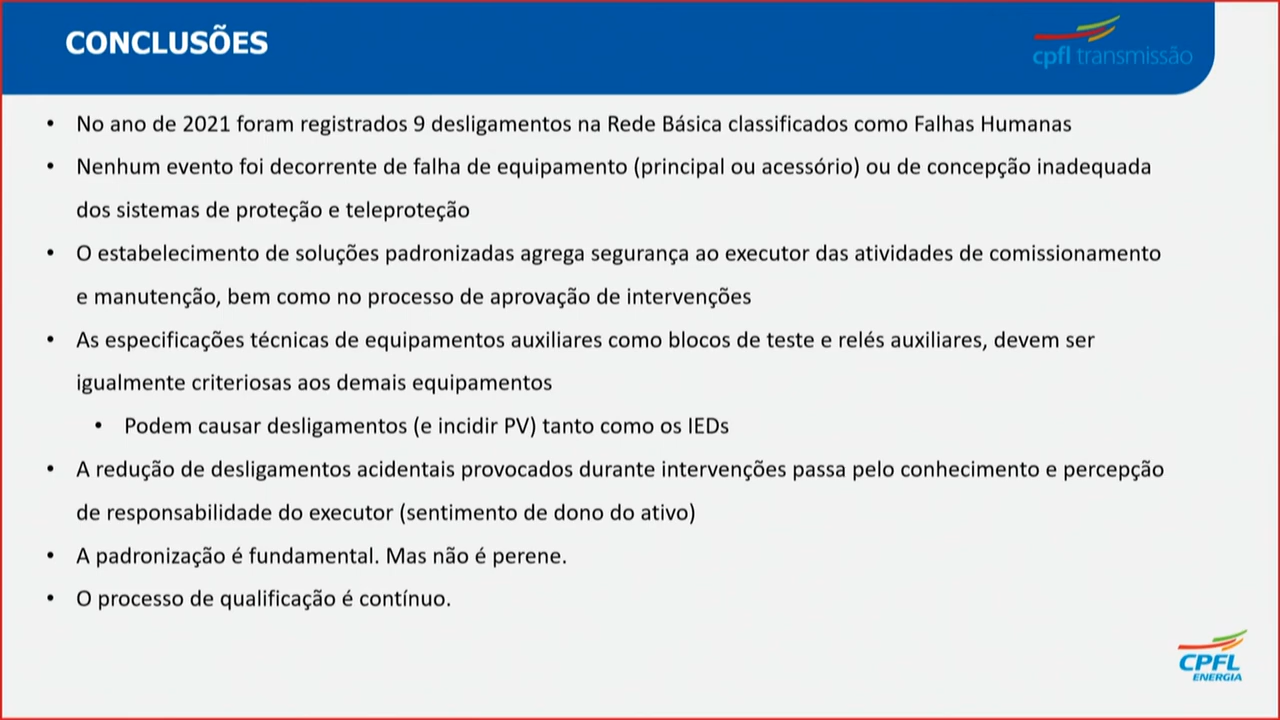 CONCLUSÕES
cpfl transmissão
• No ano de 2021 foram registrados 9 desligamentos na Rede Básica classificados como Falhas Humanas
• Nenhum evento foi decorrente de falha de equipamento (principal ou acessório) ou de concepção inadequada
dos sistemas de proteção e teleproteção
• O estabelecimento de soluções padronizadas agrega segurança ao executor das atividades de comissionamento
e manutenção, bem como no processo de aprovação de intervenções
• As especificações técnicas de equipamentos auxiliares como blocos de teste e relés auxiliares, devem ser
igualmente criteriosas aos demais equipamentos
• Podem causar desligamentos (e incidir PV) tanto como os IEDs
• A redução de desligamentos acidentais provocados durante intervenções passa pelo conhecimento e percepção
de responsabilidade do executor (sentimento de dono do ativo)
• A padronização é fundamental. Mas não é perene.
• O processo de qualificação é contínuo.
CPFL
ENERGIA